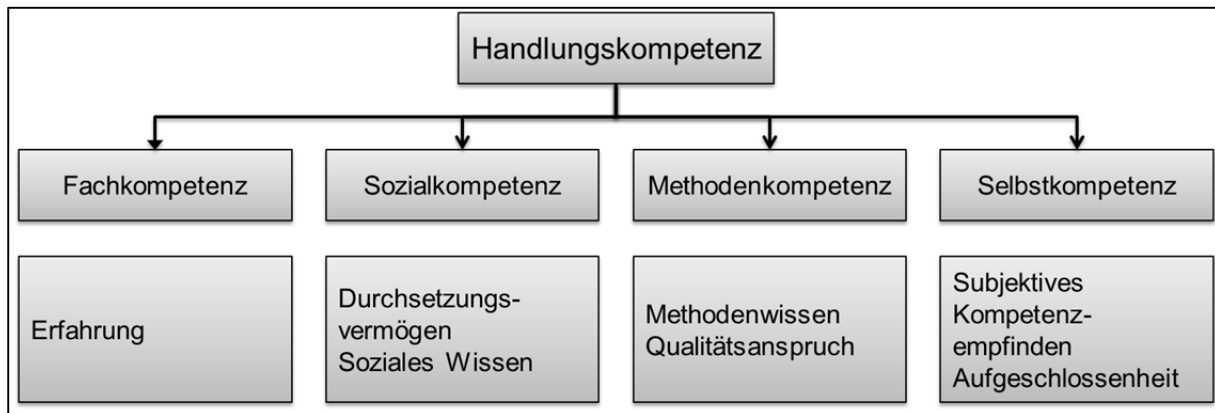 Handlungskompetenz
Fachkompetenz
Sozialkompetenz
Methodenkompetenz
Selbstkompetenz
Erfahrung
Durchsetzungs-
vermögen
Soziales Wissen
Methodenwissen
Qualitätsanspruch
Subjektives
Kompetenz-
empfinden
Aufgeschlossenheit